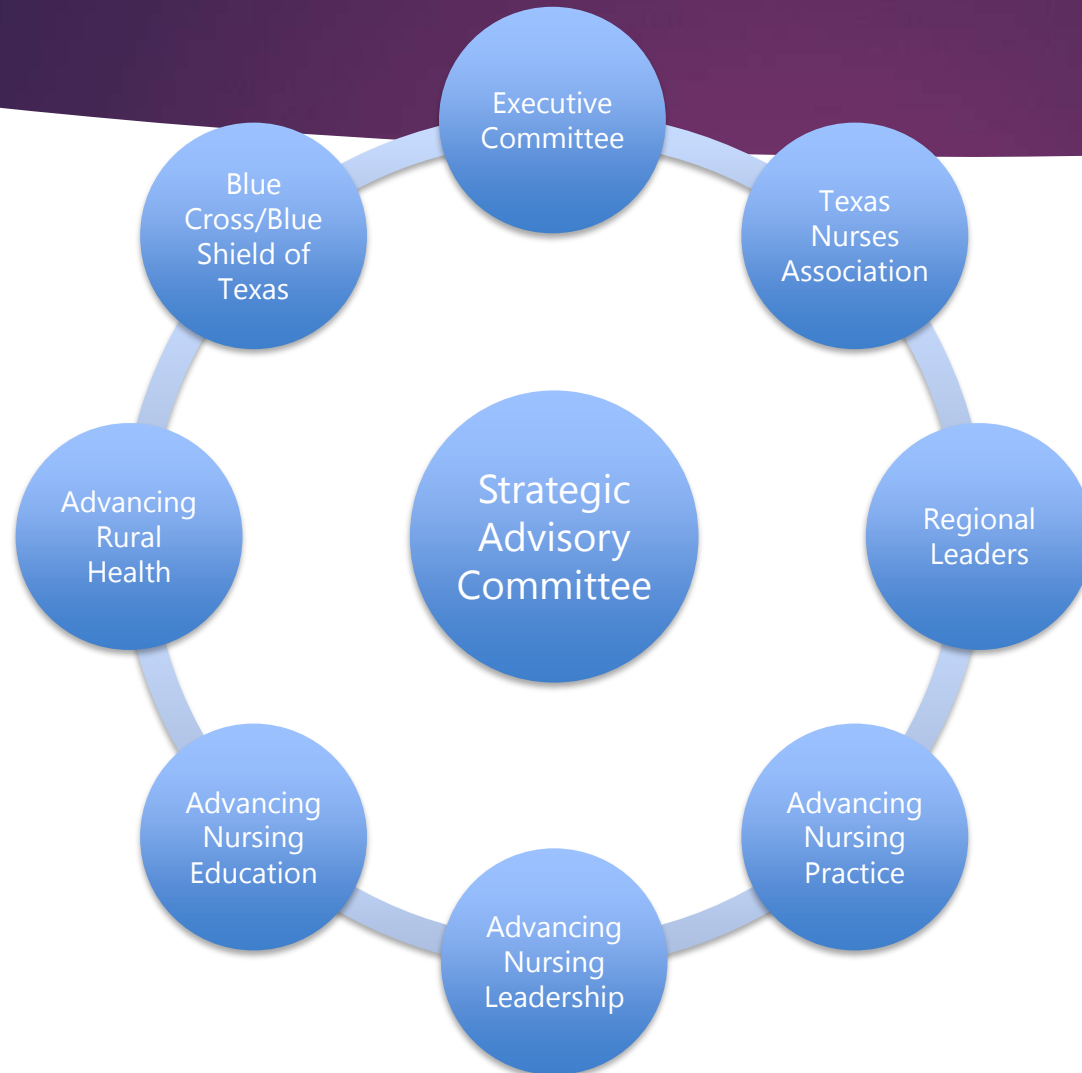 Executive
Committee
Texas
Nurses
Association
Regional
Leaders
Advancing
Nursing
Practice
Advancing
Nursing
Leadership
Advancing
Nursing
Education
Advancing
Rural
Health
Blue
Cross/Blue
Shield of
Texas
Strategic
Advisory
Committee